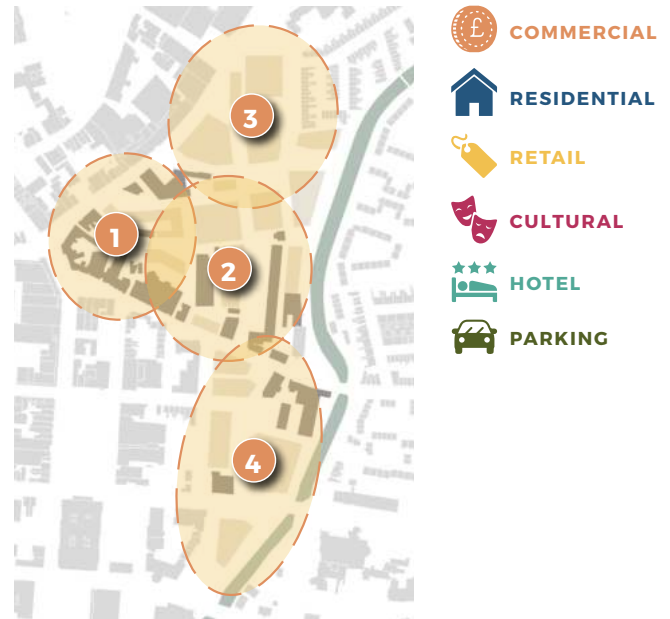 3
1
2
4
£
COMMERCIAL
RESIDENTIAL
RETAIL
CULTURAL
HOTEL
PARKING